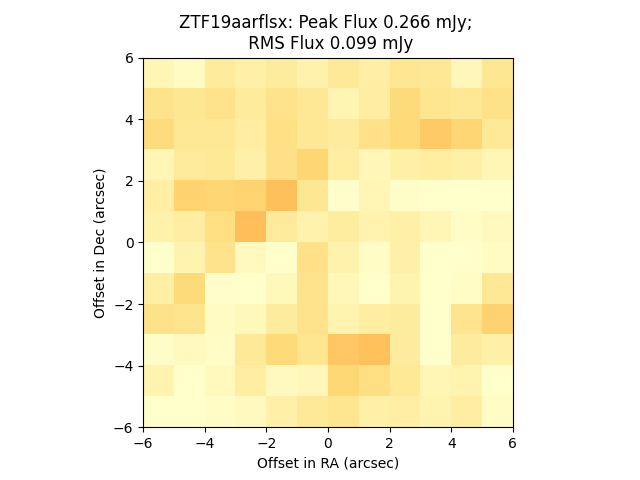 ZTF19aarflsx: Peak Flux 0.266 mJy;
RMS Flux 0.099 mJy
6
4
2
0
−2
−4
−6
Offset in Dec (arcsec)
−6 −4 −2 0 2 4 6
Offset in RA (arcsec)